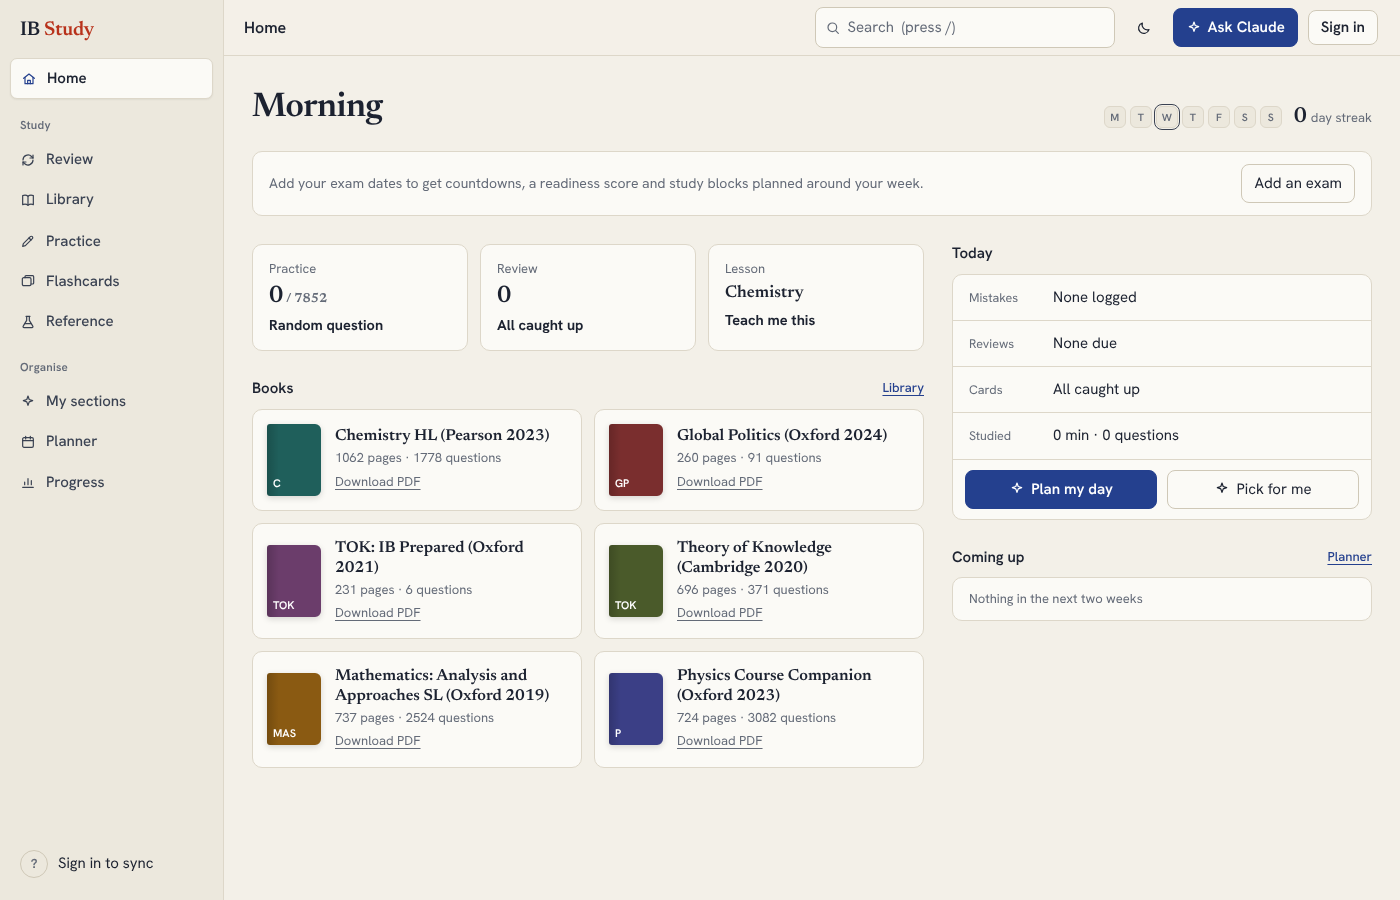 IB Study
Home
Study
Review
Library
Practice
Flashcards
Reference
Organise
My sections
Planner
Progress
? Sign in to sync
Home
Search (press /)
Ask Claude
Sign in
Morning
M T W T F S S 0 day streak
Add your exam dates to get countdowns, a readiness score and study blocks planned around your week.
Add an exam
Practice
0 / 7852
Random question
Review
0
All caught up
Lesson
Chemistry
Teach me this
Books
Library
C
Chemistry HL (Pearson 2023)
1062 pages · 1778 questions
Download PDF
GP
Global Politics (Oxford 2024)
260 pages · 91 questions
Download PDF
TOK
TOK: IB Prepared (Oxford
2021)
231 pages · 6 questions
Download PDF
TOK
Theory of Knowledge
(Cambridge 2020)
696 pages · 371 questions
Download PDF
MAS
Mathematics: Analysis and
Approaches SL (Oxford 2019)
737 pages · 2524 questions
Download PDF
P
Physics Course Companion
(Oxford 2023)
724 pages · 3082 questions
Download PDF
Today
Mistakes None logged
Reviews None due
Cards All caught up
Studied 0 min · 0 questions
Plan my day
Pick for me
Coming up
Planner
Nothing in the next two weeks